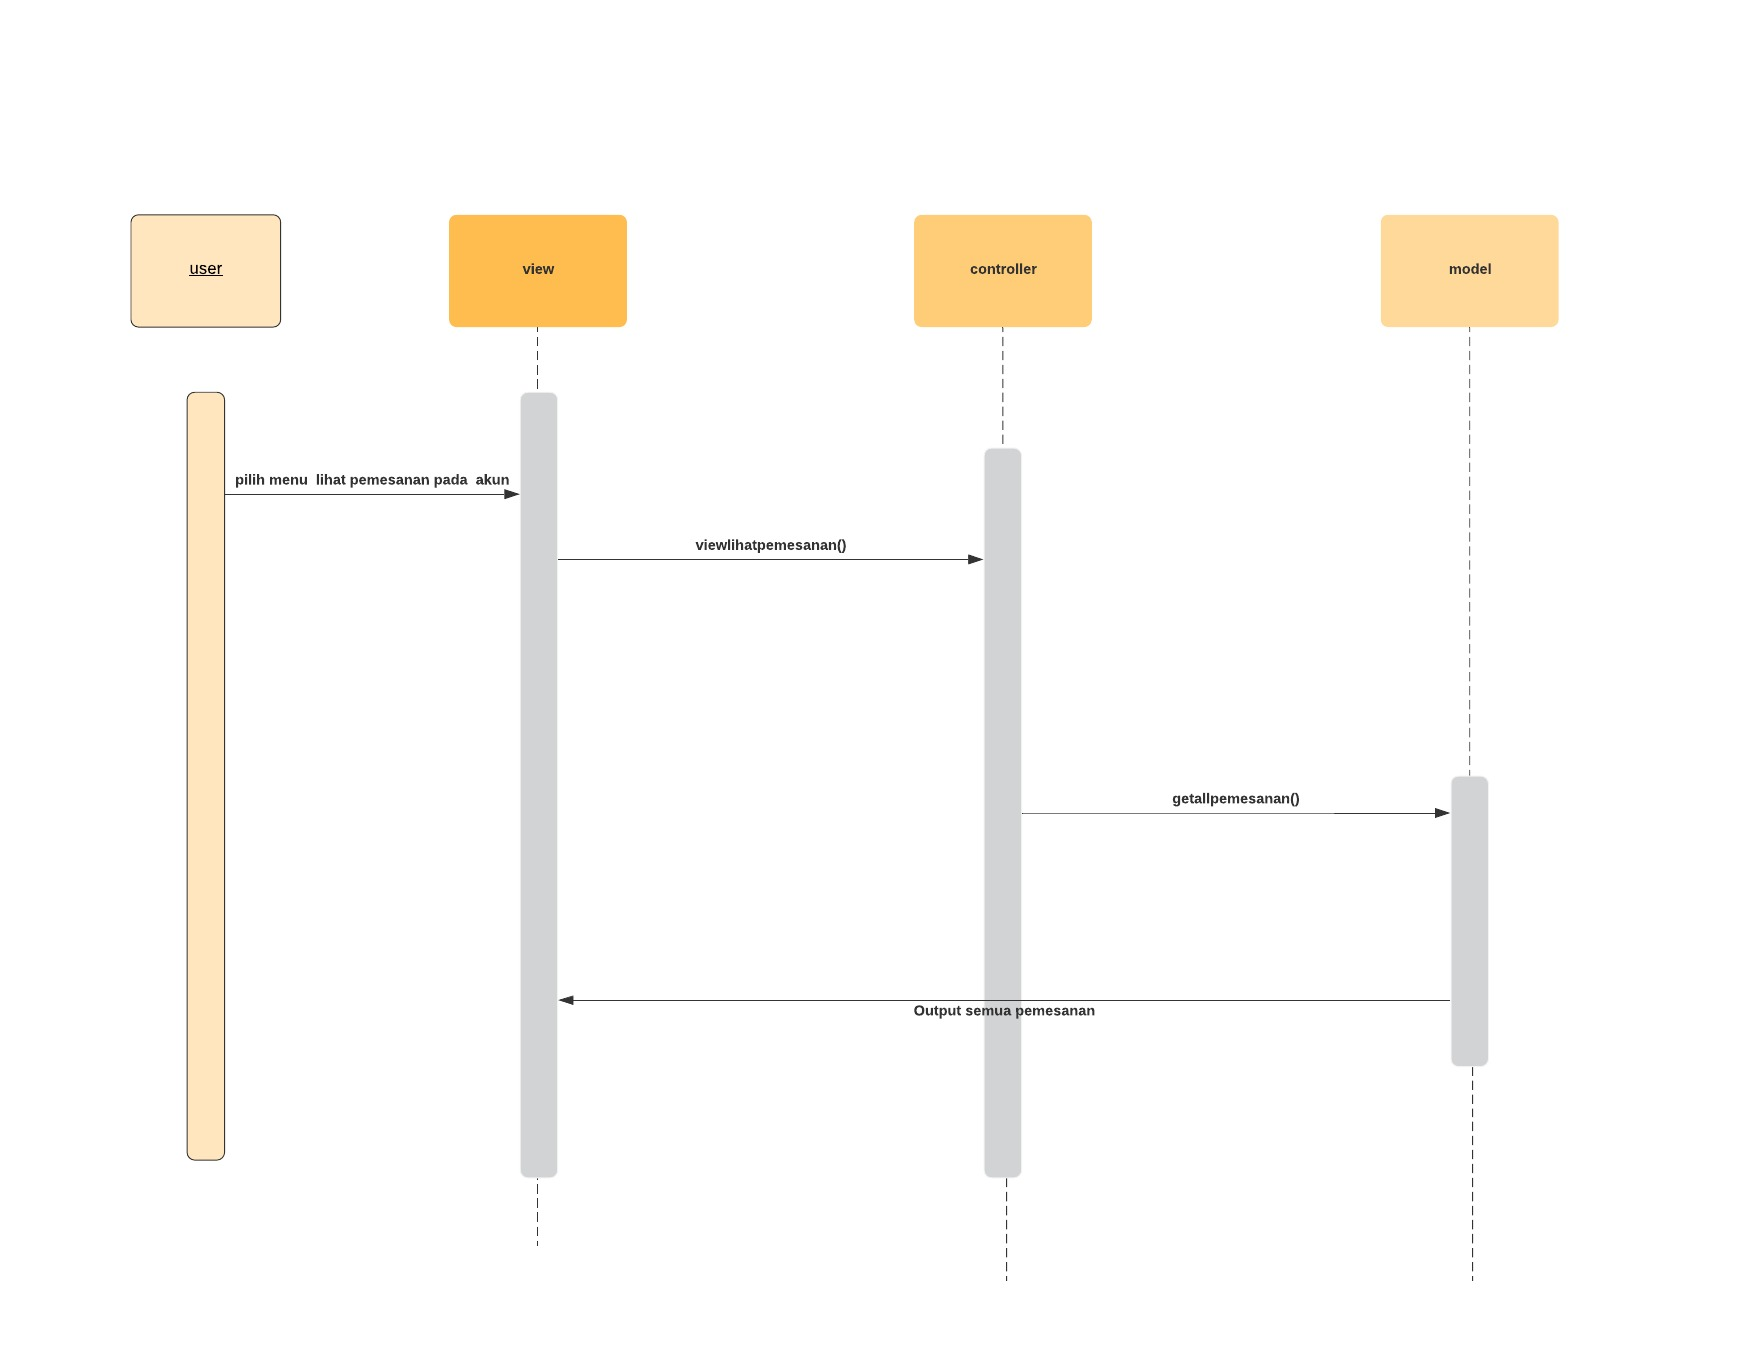 user
view
controller
model
pilih menu  lihat pemesanan pada  akun
viewlihatpemesanan()
getallpemesanan()
Output semua pemesanan